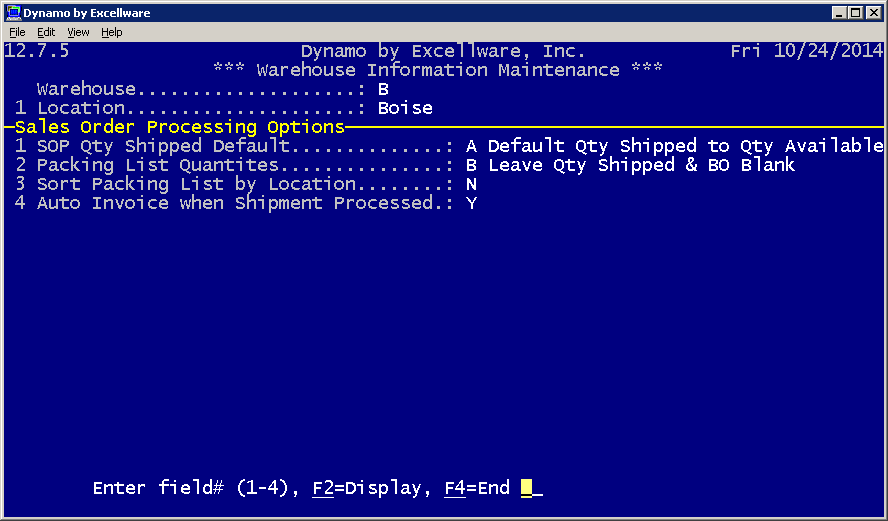 Dynamo by Excellware
File Edit View Help
12.7.5 Dynamo by Excellware, Inc. Fri 10/24/2014
*** Warehouse Information Maintenance ***
Warehouse....................: B
1 Location.....................: Boise
Sales Order Processing Options
1 SOP Qty Shipped Default..............: A Default Qty Shipped to Qty Available
2 Packing List Quantites...............: B Leave Qty Shipped & BO Blank
3 Sort Packing List by Location........: N
4 Auto Invoice when Shipment Processed.: Y
Enter field# (1-4), F2=Display, F4=End